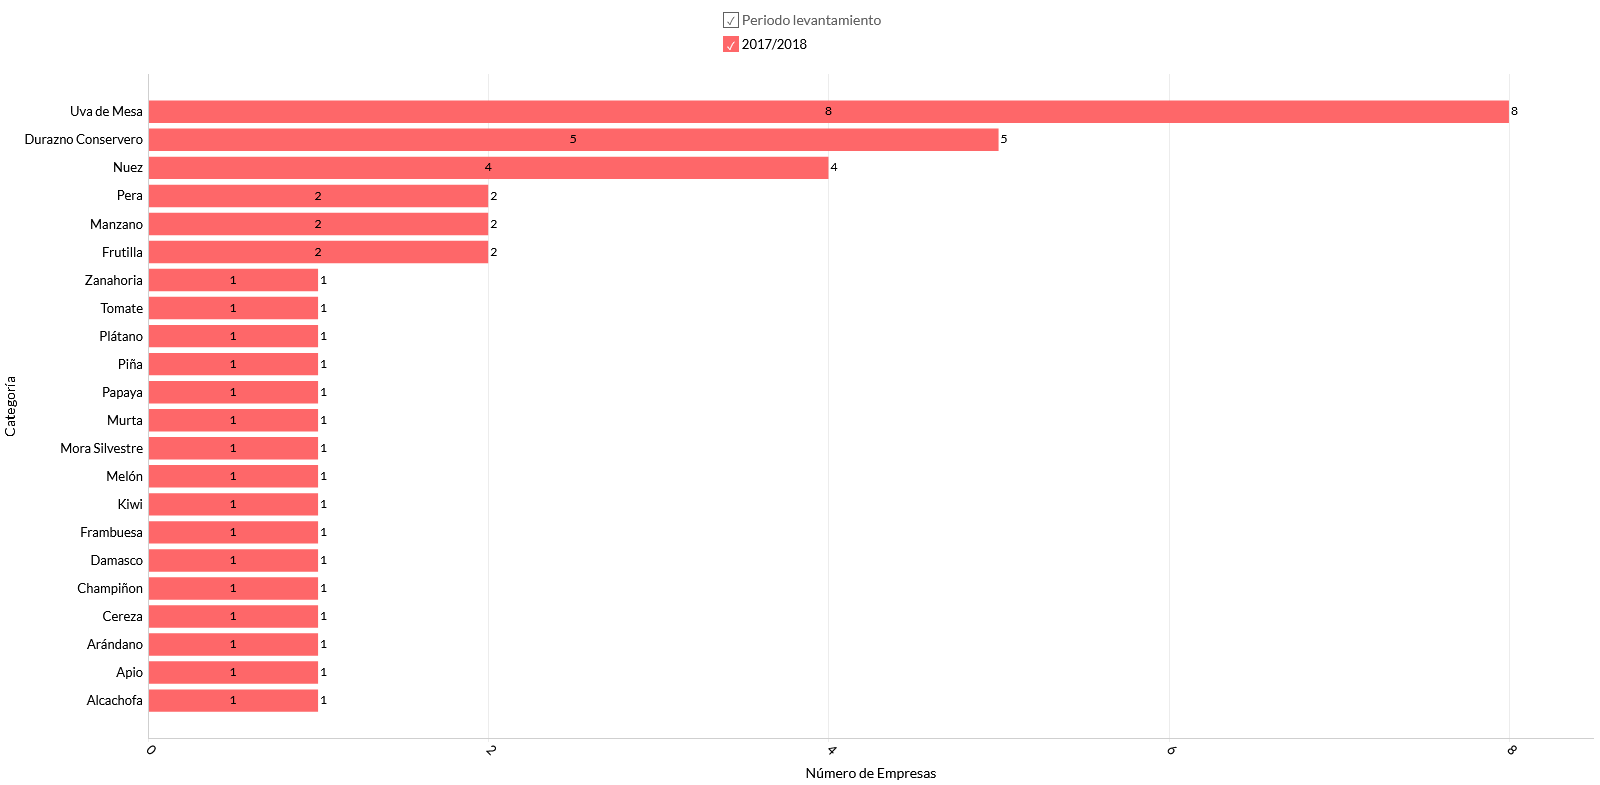 Periodo levantamiento
2017/2018
Uva de Mesa 8 8
Durazno Conservero 5 5
Nuez 4 4
Pera 2 2
Manzano 2 2
Frutilla 2 2
Zanahoria 1 1
Tomate 1 1
Plátano 1 1
Piña 1 1
Papaya 1 1
Murta 1 1
Mora Silvestre 1 1
Melón 1 1
Kiwi 1 1
Frambuesa 1 1
Damasco 1 1
Champiñon 1 1
Cereza 1 1
Arándano 1 1
Apio 1 1
Alcachofa 1 1
Categoría
0 2 4 6 8
Número de Empresas